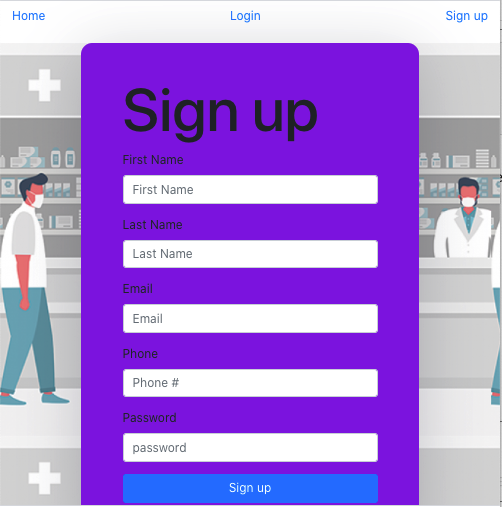 Home Login Sign up
Sign up
First Name
First Name
Last Name
Last Name
Email
Email
Phone
Phone #
Password
password
Sign up